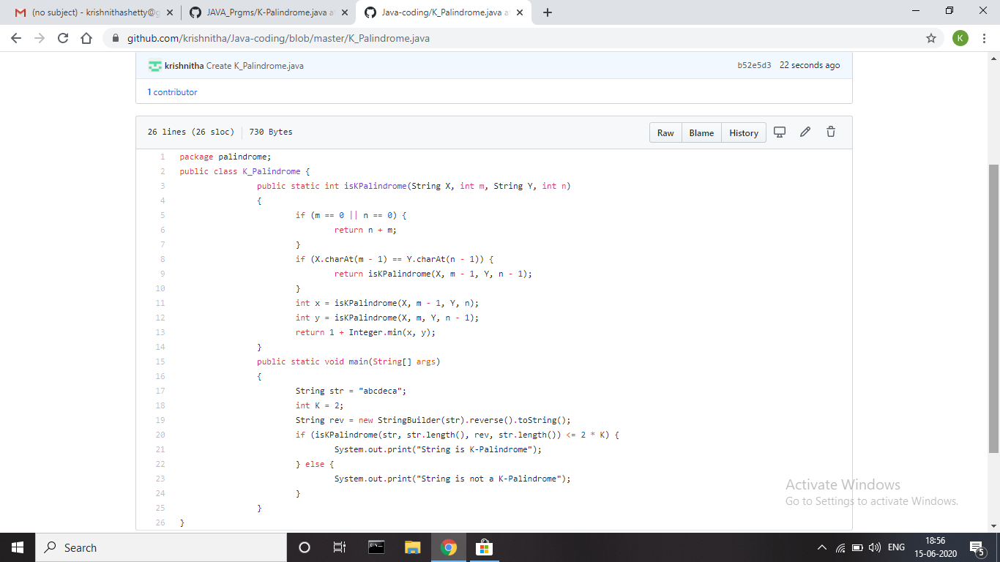 (no subject) - krishnithashetty@g
JAVA_Prgms/K-Palindrome.java a
Java-coding/K_Palindrome.java a
github.com/krishnitha/Java-coding/blob/master/K_Palindrome.java
K
krishnitha Create K_Palindrome.java
b52e5d3 22 seconds ago
1 contributor
26 lines (26 sloc) 730 Bytes
Raw Blame History
1 package palindrome;
2 public class K_Palindrome {
3 public static int isKPalindrome(String X, int m, String Y, int n)
4 {
5 if (m == 0 || n == 0) {
6 return n + m;
7 }
8 if (X.charAt(m - 1) == Y.charAt(n - 1)) {
9 return isKPalindrome(X, m - 1, Y, n - 1);
10 }
11 int x = isKPalindrome(X, m - 1, Y, n);
12 int y = isKPalindrome(X, m, Y, n - 1);
13 return 1 + Integer.min(x, y);
14 }
15 public static void main(String[] args)
16 {
17 String str = "abcdeca";
18 int K = 2;
19 String rev = new StringBuilder(str).reverse().toString();
20 if (isKPalindrome(str, str.length(), rev, str.length()) <= 2 * K) {
21 System.out.print("String is K-Palindrome");
22 } else {
23 System.out.print("String is not a K-Palindrome");
24 }
25 }
26 }
Activate Windows
Go to Settings to activate Windows.
Search
ENG
18:56
15-06-2020
5